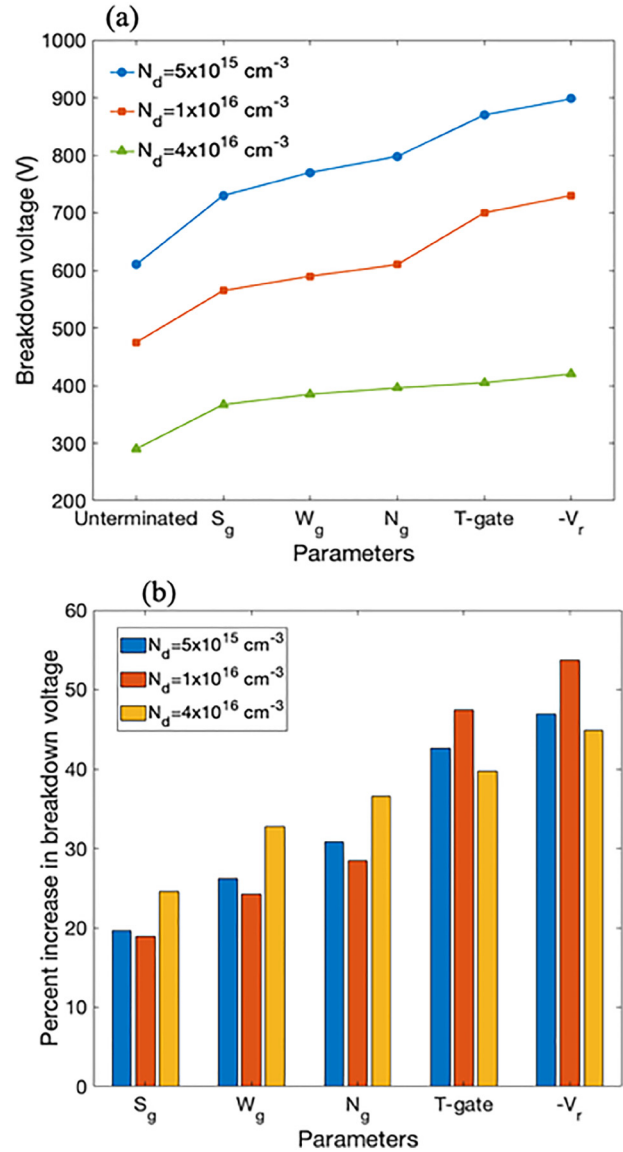 (a)
1000
900
800
700
600
500
400
300
200
Breakdown voltage (V)
N_d=5x10^15 cm^-3
N_d=1x10^16 cm^-3
N_d=4x10^16 cm^-3
Unterminated S_g W_g N_g T-gate -V_r
Parameters
(b)
60
50
40
30
20
10
0
Percent increase in breakdown voltage
N_d=5x10^15 cm^-3
N_d=1x10^16 cm^-3
N_d=4x10^16 cm^-3
S_g W_g N_g T-gate -V_r
Parameters